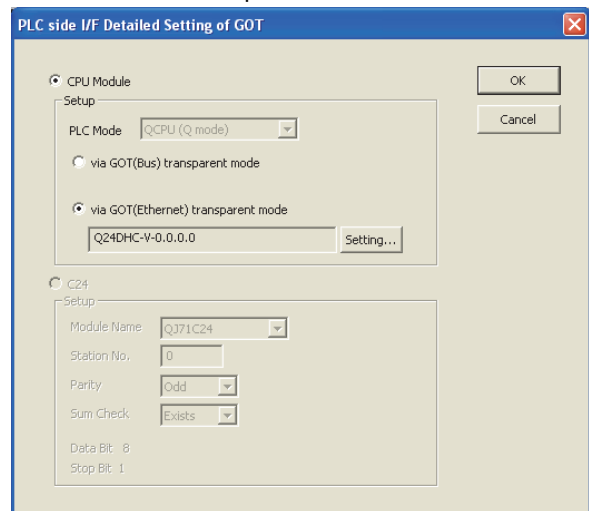 PLC side I/F Detailed Setting of GOT
CPU Module
OK
Setup
Cancel
PLC Mode QCPU (Q mode)
via GOT(Bus) transparent mode
via GOT(Ethernet) transparent mode
Q24DHC-V-0.0.0.0 Setting...
C24
Setup
Module Name QJ71C24
Station No. 0
Parity Odd
Sum Check Exists
Data Bit 8
Stop Bit 1